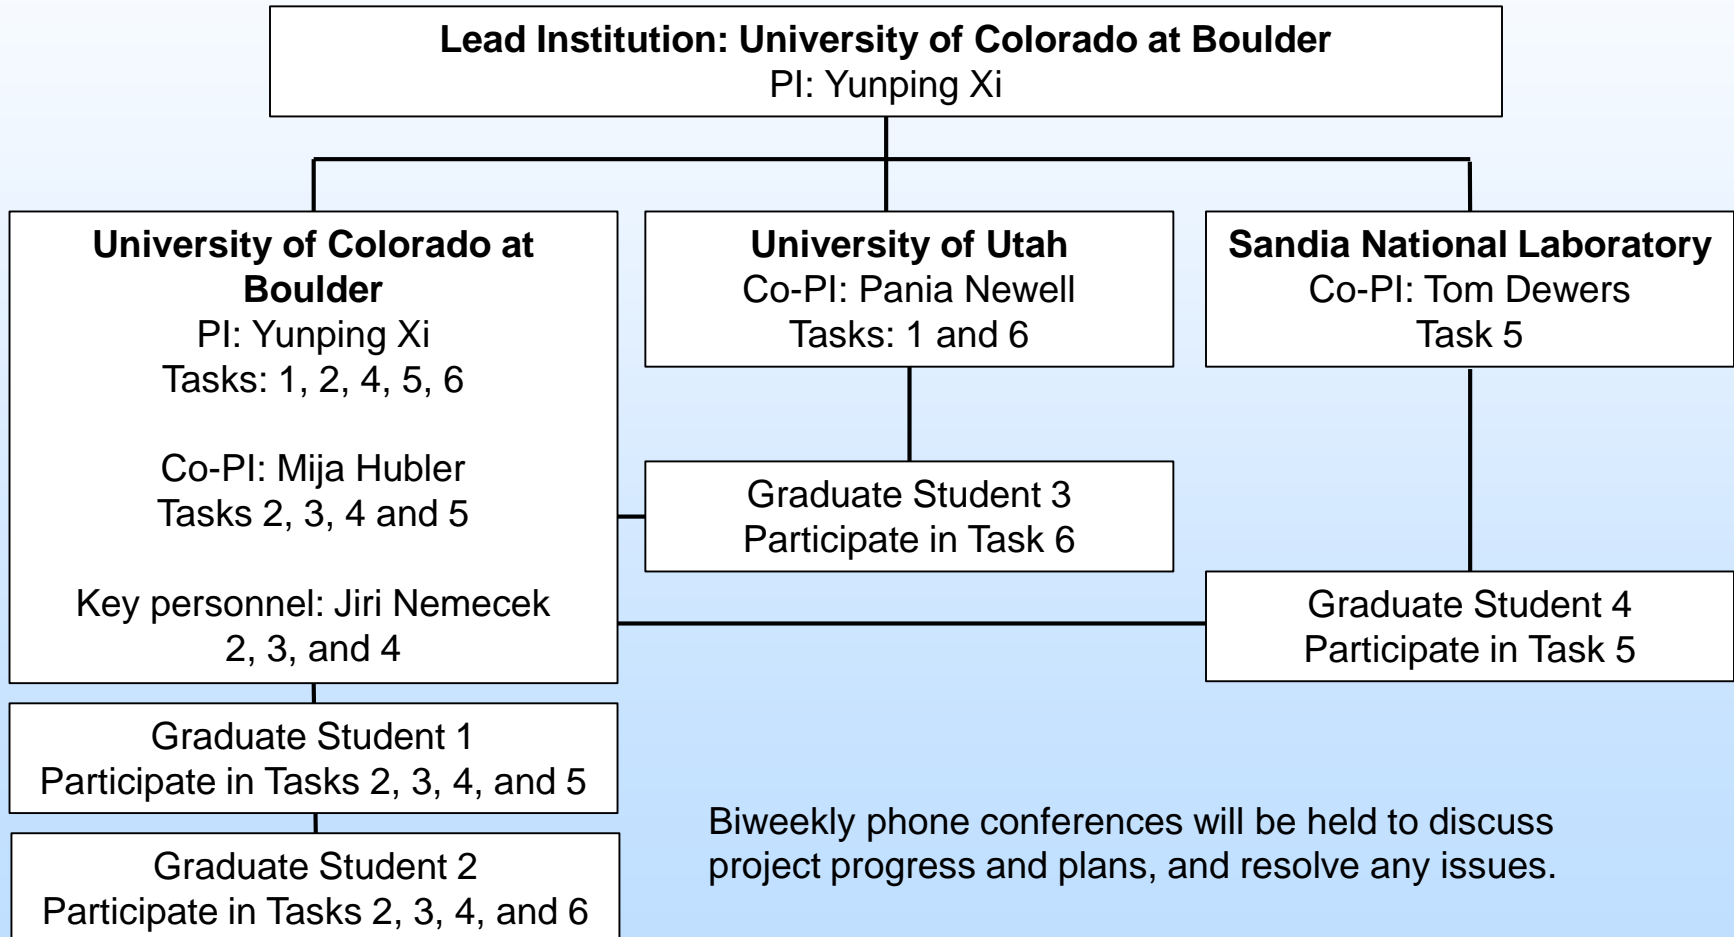 Lead Institution: University of Colorado at Boulder
PI: Yunping Xi
University of Colorado at
Boulder
PI: Yunping Xi
Tasks: 1, 2, 4, 5, 6
Co-PI: Mija Hubler
Tasks 2, 3, 4 and 5
Key personnel: Jiri Nemecek
2, 3, and 4
University of Utah
Co-PI: Pania Newell
Tasks: 1 and 6
Sandia National Laboratory
Co-PI: Tom Dewers
Task 5
Graduate Student 3
Participate in Task 6
Graduate Student 4
Participate in Task 5
Graduate Student 1
Participate in Tasks 2, 3, 4, and 5
Graduate Student 2
Participate in Tasks 2, 3, 4, and 6
Biweekly phone conferences will be held to discuss
project progress and plans, and resolve any issues.